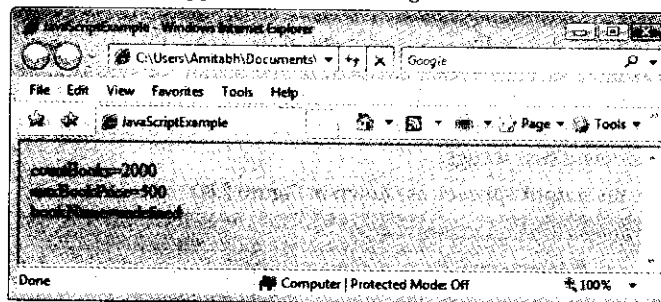 JavaScriptExample - Windows Internet Explorer
C:\Users\Amitabh\Documents\
Google
File Edit View Favorites Tools Help
JavaScriptExample
Page Tools
countBooks=2000
maxBookPrice=500
bookName=undefined
Done
Computer | Protected Mode: Off
100%